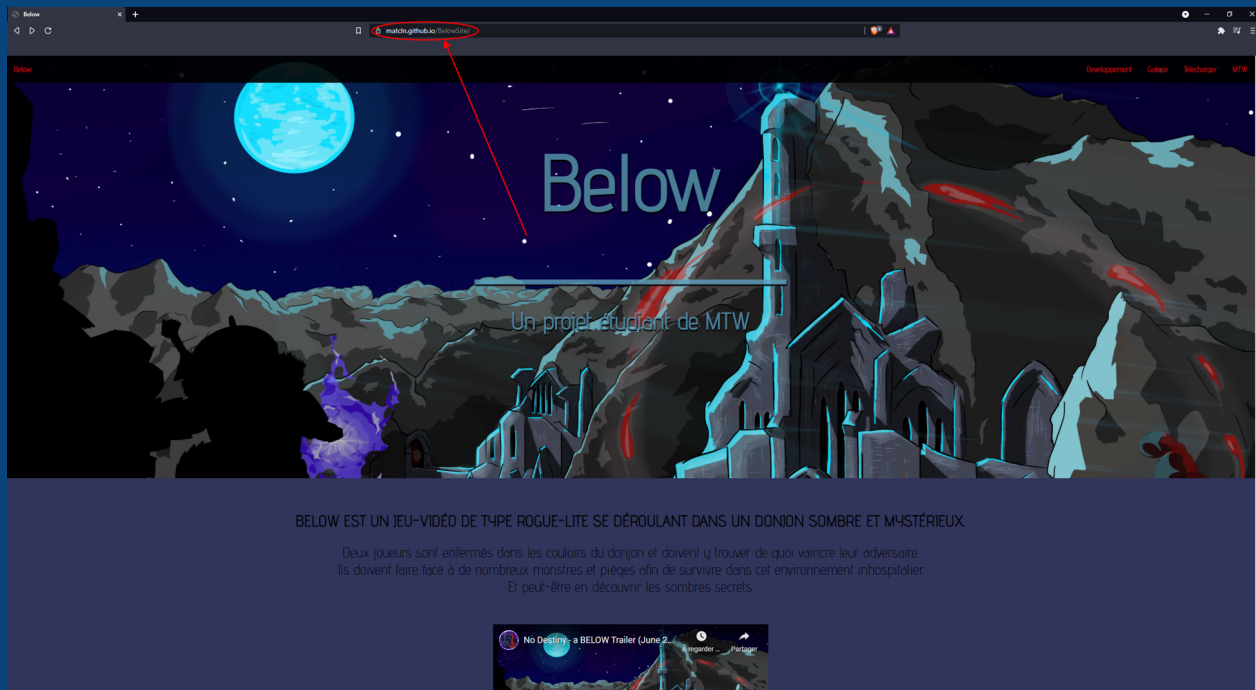 Below
matcln.github.io/BelowSite/
Below
Developpement Galerie Telecharger MTW
Below
Un projet étudiant de MTW
BELOW EST UN JEU-VIDÉO DE TYPE ROGUE-LITE SE DÉROULANT DANS UN DONJON SOMBRE ET MYSTÉRIEUX.
Deux joueurs sont enfermés dans les couloirs du donjon et doivent y trouver de quoi vaincre leur adversaire.
Ils doivent faire face à de nombreux monstres et pièges afin de survivre dans cet environnement inhospitalier.
Et peut-être en découvrir les sombres secrets.
No Destiny - a BELOW Trailer (June 2...
À regarder ... Partager